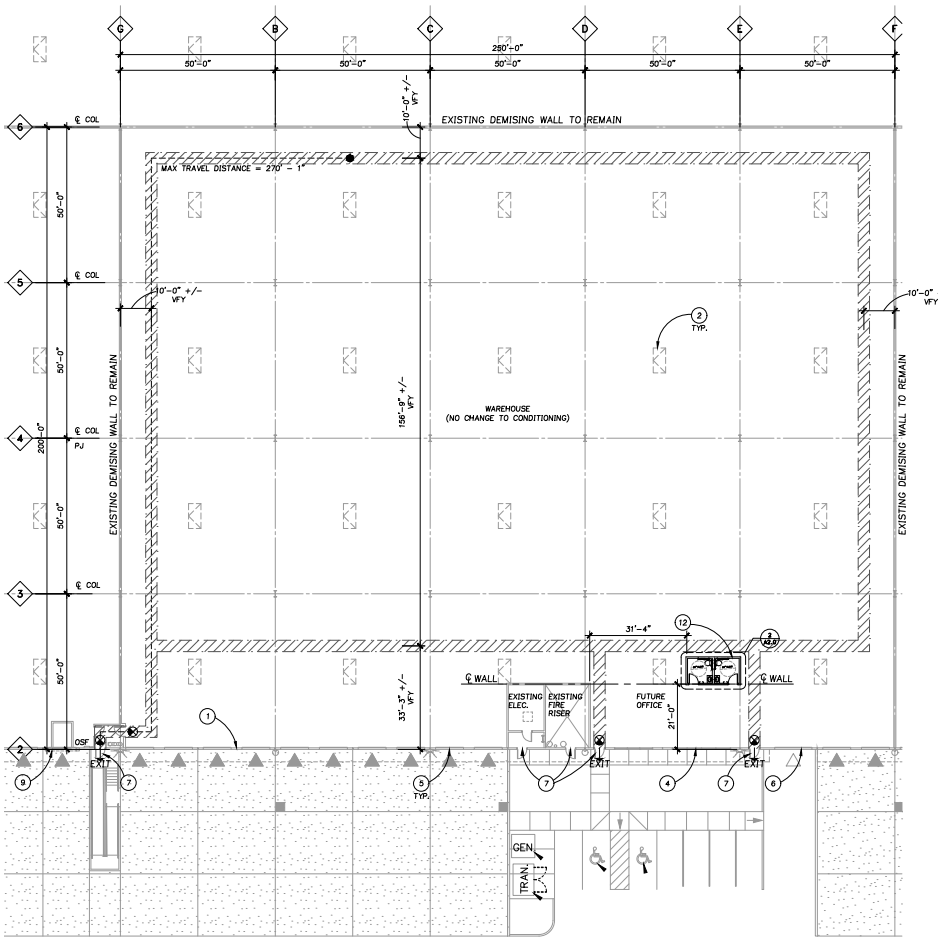 G
B
C
D
E
F
250'-0"
50'-0"
50'-0"
50'-0"
50'-0"
50'-0"
10'-0" +/-
VFY
6
℄ COL
EXISTING DEMISING WALL TO REMAIN
MAX TRAVEL DISTANCE = 270' - 1"
50'-0"
5
℄ COL
10'-0" +/-
VFY
10'-0"
VFY
2
TYP.
50'-0"
EXISTING DEMISING WALL TO REMAIN
156'-9" +/-
VFY
WAREHOUSE
(NO CHANGE TO CONDITIONING)
EXISTING DEMISING WALL TO REMAIN
200'-0"
4
℄ COL
PJ
50'-0"
3
℄ COL
31'-4"
12
2
50'-0"
33'-3" +/-
VFY
℄ WALL
℄ WALL
EXISTING
ELEC.
EXISTING
FIRE
RISER
FUTURE
OFFICE
21'-0"
1
2
OSF
EXIT
EXIT
EXIT
9
7
5
TYP.
7
4
7
6
GEN
TRAN.